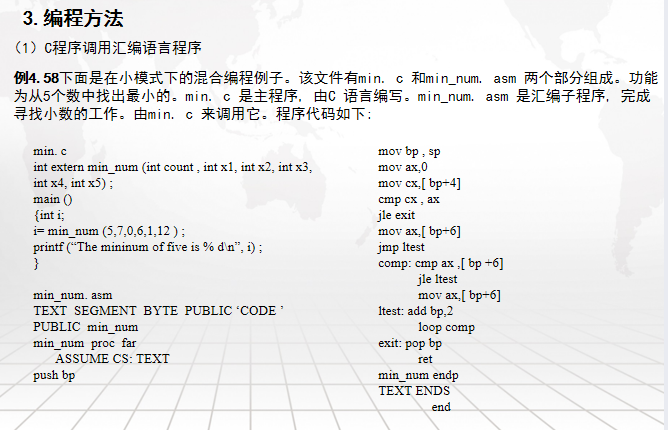 3. 编程方法
（1）C程序调用汇编语言程序
例4.58下面是在小模式下的混合编程例子。该文件有min. c 和min_num. asm 两个部分组成。功能
为从5个数中找出最小的。min. c 是主程序, 由C 语言编写。min_num. asm 是汇编子程序, 完成
寻找小数的工作。由min. c 来调用它。程序代码如下:
min. c
int extern min_num (int count , int x1, int x2, int x3,
int x4, int x5) ;
main ()
{int i;
i= min_num (5,7,0,6,1,12 ) ;
printf (“The mininum of five is % d\n”, i) ;
}
min_num. asm
TEXT SEGMENT BYTE PUBLIC ‘CODE ’
PUBLIC min_num
min_num proc far
ASSUME CS: TEXT
push bp
mov bp , sp
mov ax,0
mov cx,[ bp+4]
cmp cx , ax
jle exit
mov ax,[ bp+6]
jmp ltest
comp: cmp ax ,[ bp +6]
jle ltest
mov ax,[ bp+6]
ltest: add bp,2
loop comp
exit: pop bp
ret
min_num endp
TEXT ENDS
end